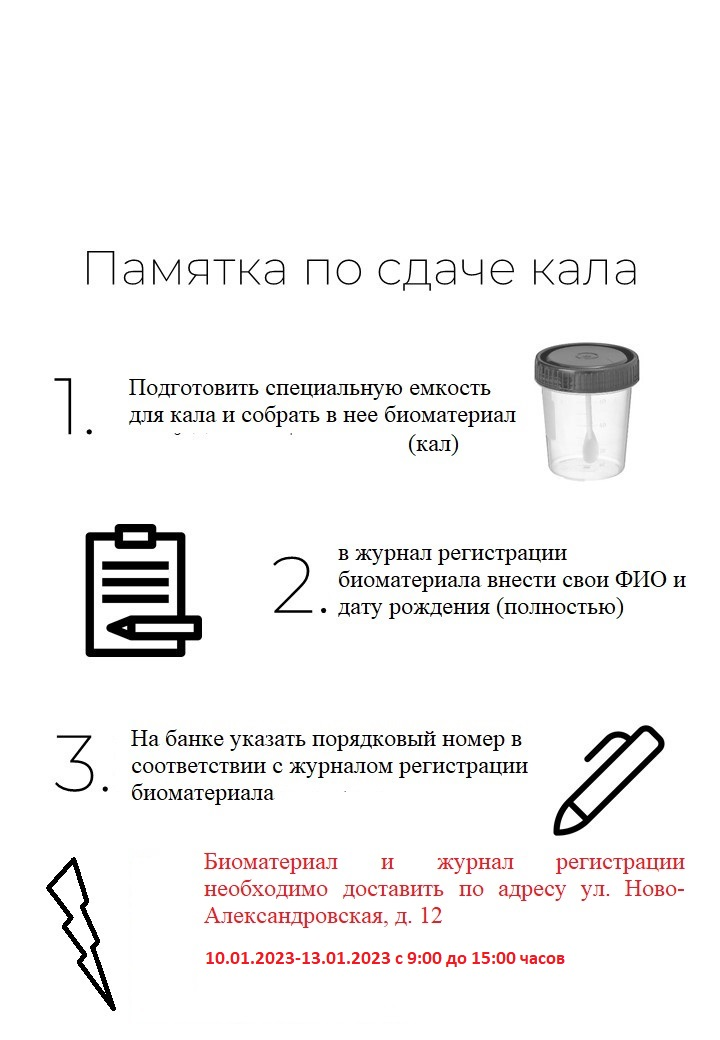 Памятка по сдаче кала
1. Подготовить специальную емкость
для кала и собрать в нее биоматериал
(кал)
2. в журнал регистрации
биоматериала внести свои ФИО и
дату рождения (полностью)
3. На банке указать порядковый номер в
соответствии с журналом регистрации
биоматериала
Биоматериал и журнал регистрации
необходимо доставить по адресу ул. Ново-
Александровская, д. 12
10.01.2023-13.01.2023 с 9:00 до 15:00 часов